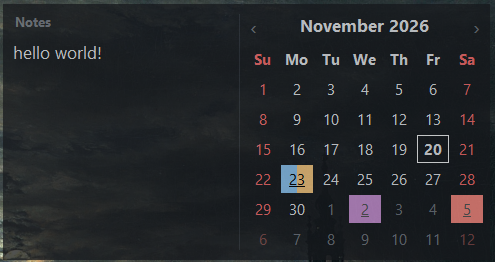 Notes
hello world!
‹ November 2026 ›
Su Mo Tu We Th Fr Sa
1 2 3 4 5 6 7
8 9 10 11 12 13 14
15 16 17 18 19 20 21
22 23 24 25 26 27 28
29 30 1 2 3 4 5
6 7 8 9 10 11 12